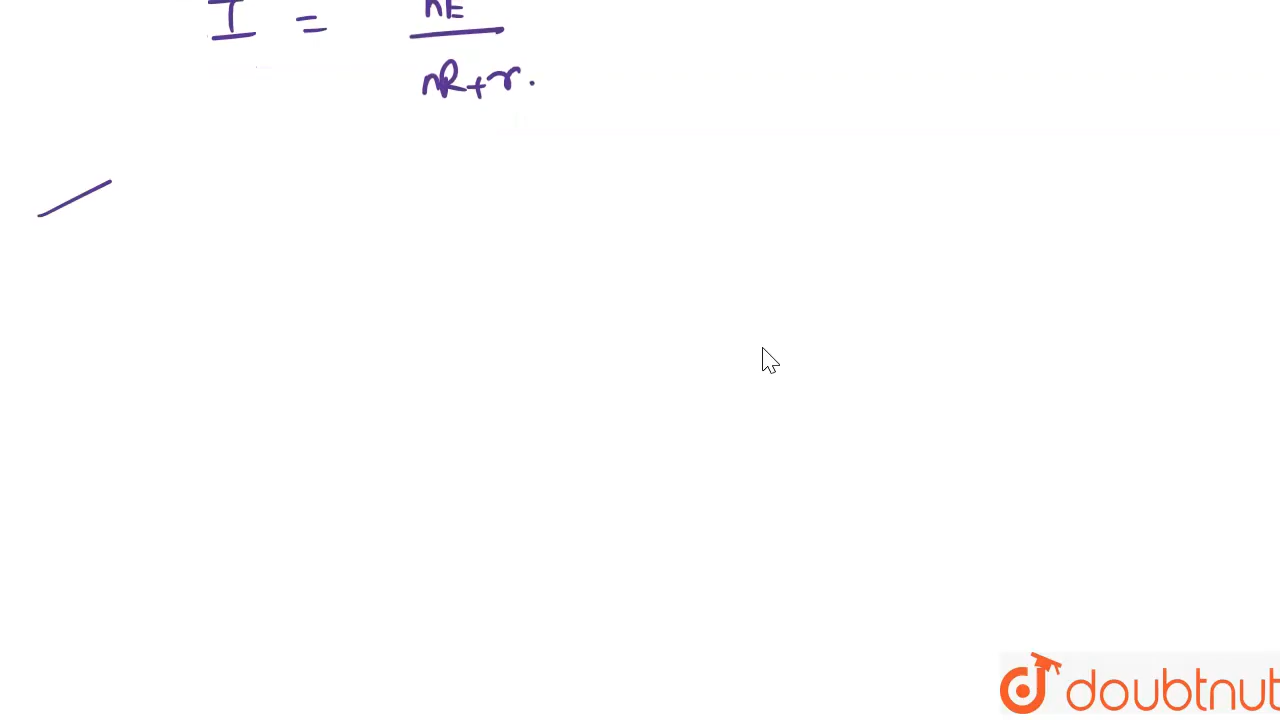 I = nE
nR+r.
doubtnut